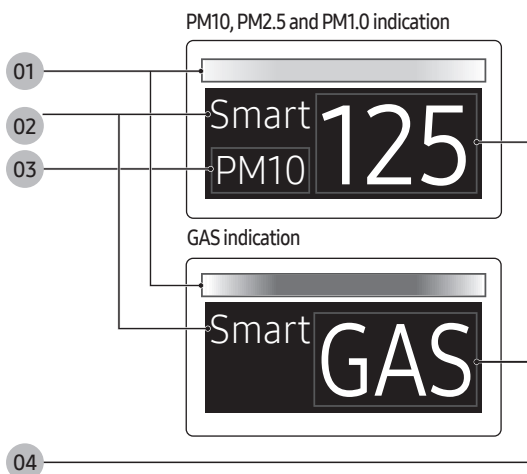 PM10, PM2.5 and PM1.0 indication
01
02
Smart
125
03
PM10
GAS indication
Smart
GAS
04